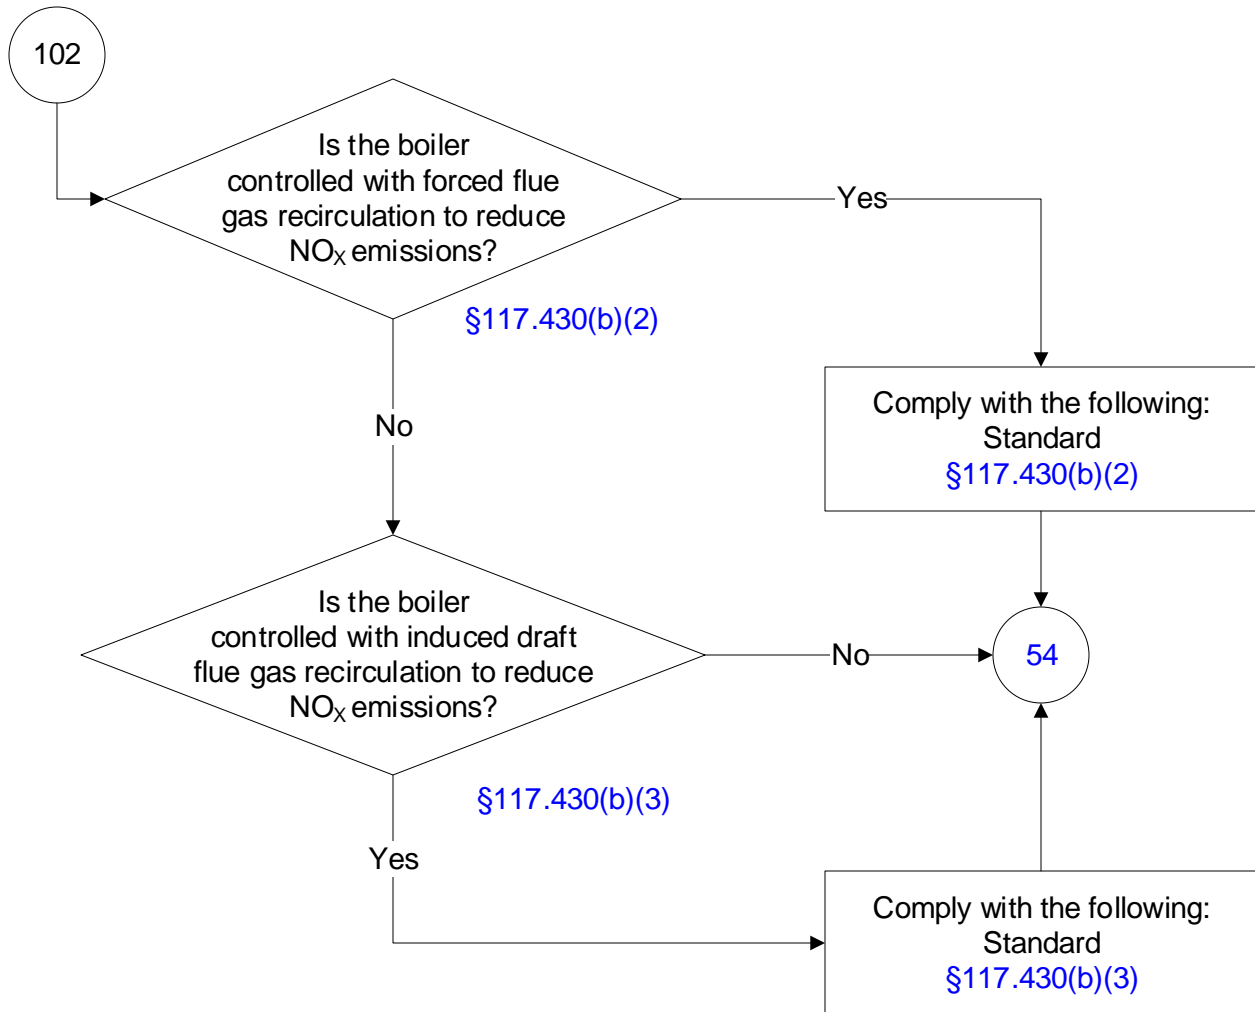 102
Is the boiler
controlled with forced flue
gas recirculation to reduce
NOX emissions?
Yes
§117.430(b)(2)
No
Comply with the following:
Standard
§117.430(b)(2)
Is the boiler
controlled with induced draft
flue gas recirculation to reduce
NOX emissions?
No
54
§117.430(b)(3)
Yes
Comply with the following:
Standard
§117.430(b)(3)